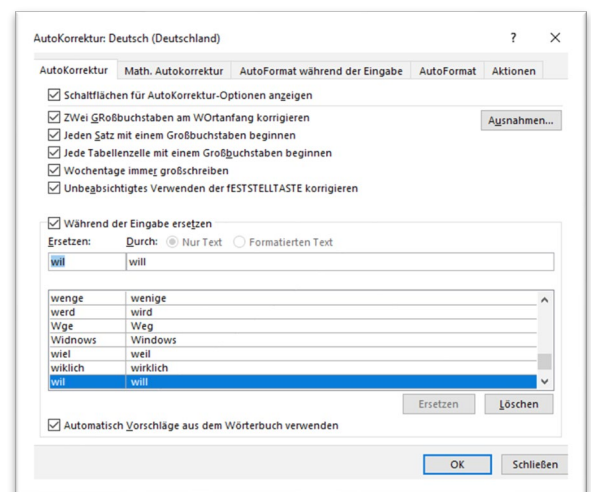 AutoKorrektur: Deutsch (Deutschland) ?
AutoKorrektur Math. Autokorrektur AutoFormat während der Eingabe AutoFormat Aktionen
Schaltflächen für AutoKorrektur-Optionen anzeigen
ZWei GRoßbuchstaben am WOrtanfang korrigieren
Ausnahmen...
Jeden Satz mit einem Großbuchstaben beginnen
Jede Tabellenzelle mit einem Großbuchstaben beginnen
Wochentage immer großschreiben
Unbeabsichtigtes Verwenden der fESTSTELLTASTE korrigieren
Während der Eingabe ersetzen
Ersetzen: Durch: Nur Text Formatierten Text
wil will
wenge wenige
werd wird
Wge Weg
Widnows Windows
wiel weil
wiklich wirklich
wil will
Ersetzen Löschen
Automatisch Vorschläge aus dem Wörterbuch verwenden
OK Schließen